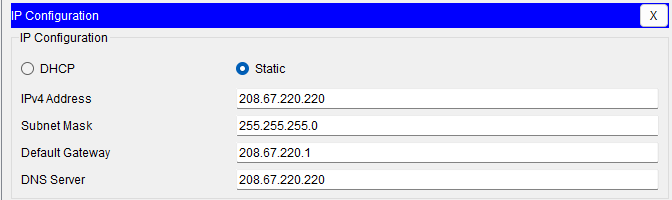 IP Configuration X
IP Configuration
DHCP Static
IPv4 Address 208.67.220.220
Subnet Mask 255.255.255.0
Default Gateway 208.67.220.1
DNS Server 208.67.220.220